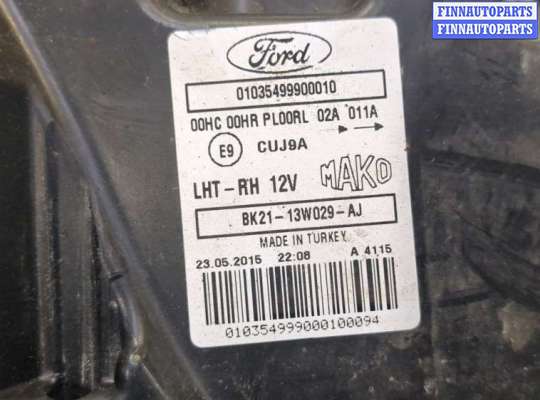 FINNAUTOPARTS
FINNAUTOPARTS
Ford
01035499900010
00HC 00HR PL00RL 02A 011A
E9 CUJ9A
LHT-RH 12V MAKO
BK21-13W029-AJ
MADE IN TURKEY
23.05.2015 22:08 A 4115
010354999000100094